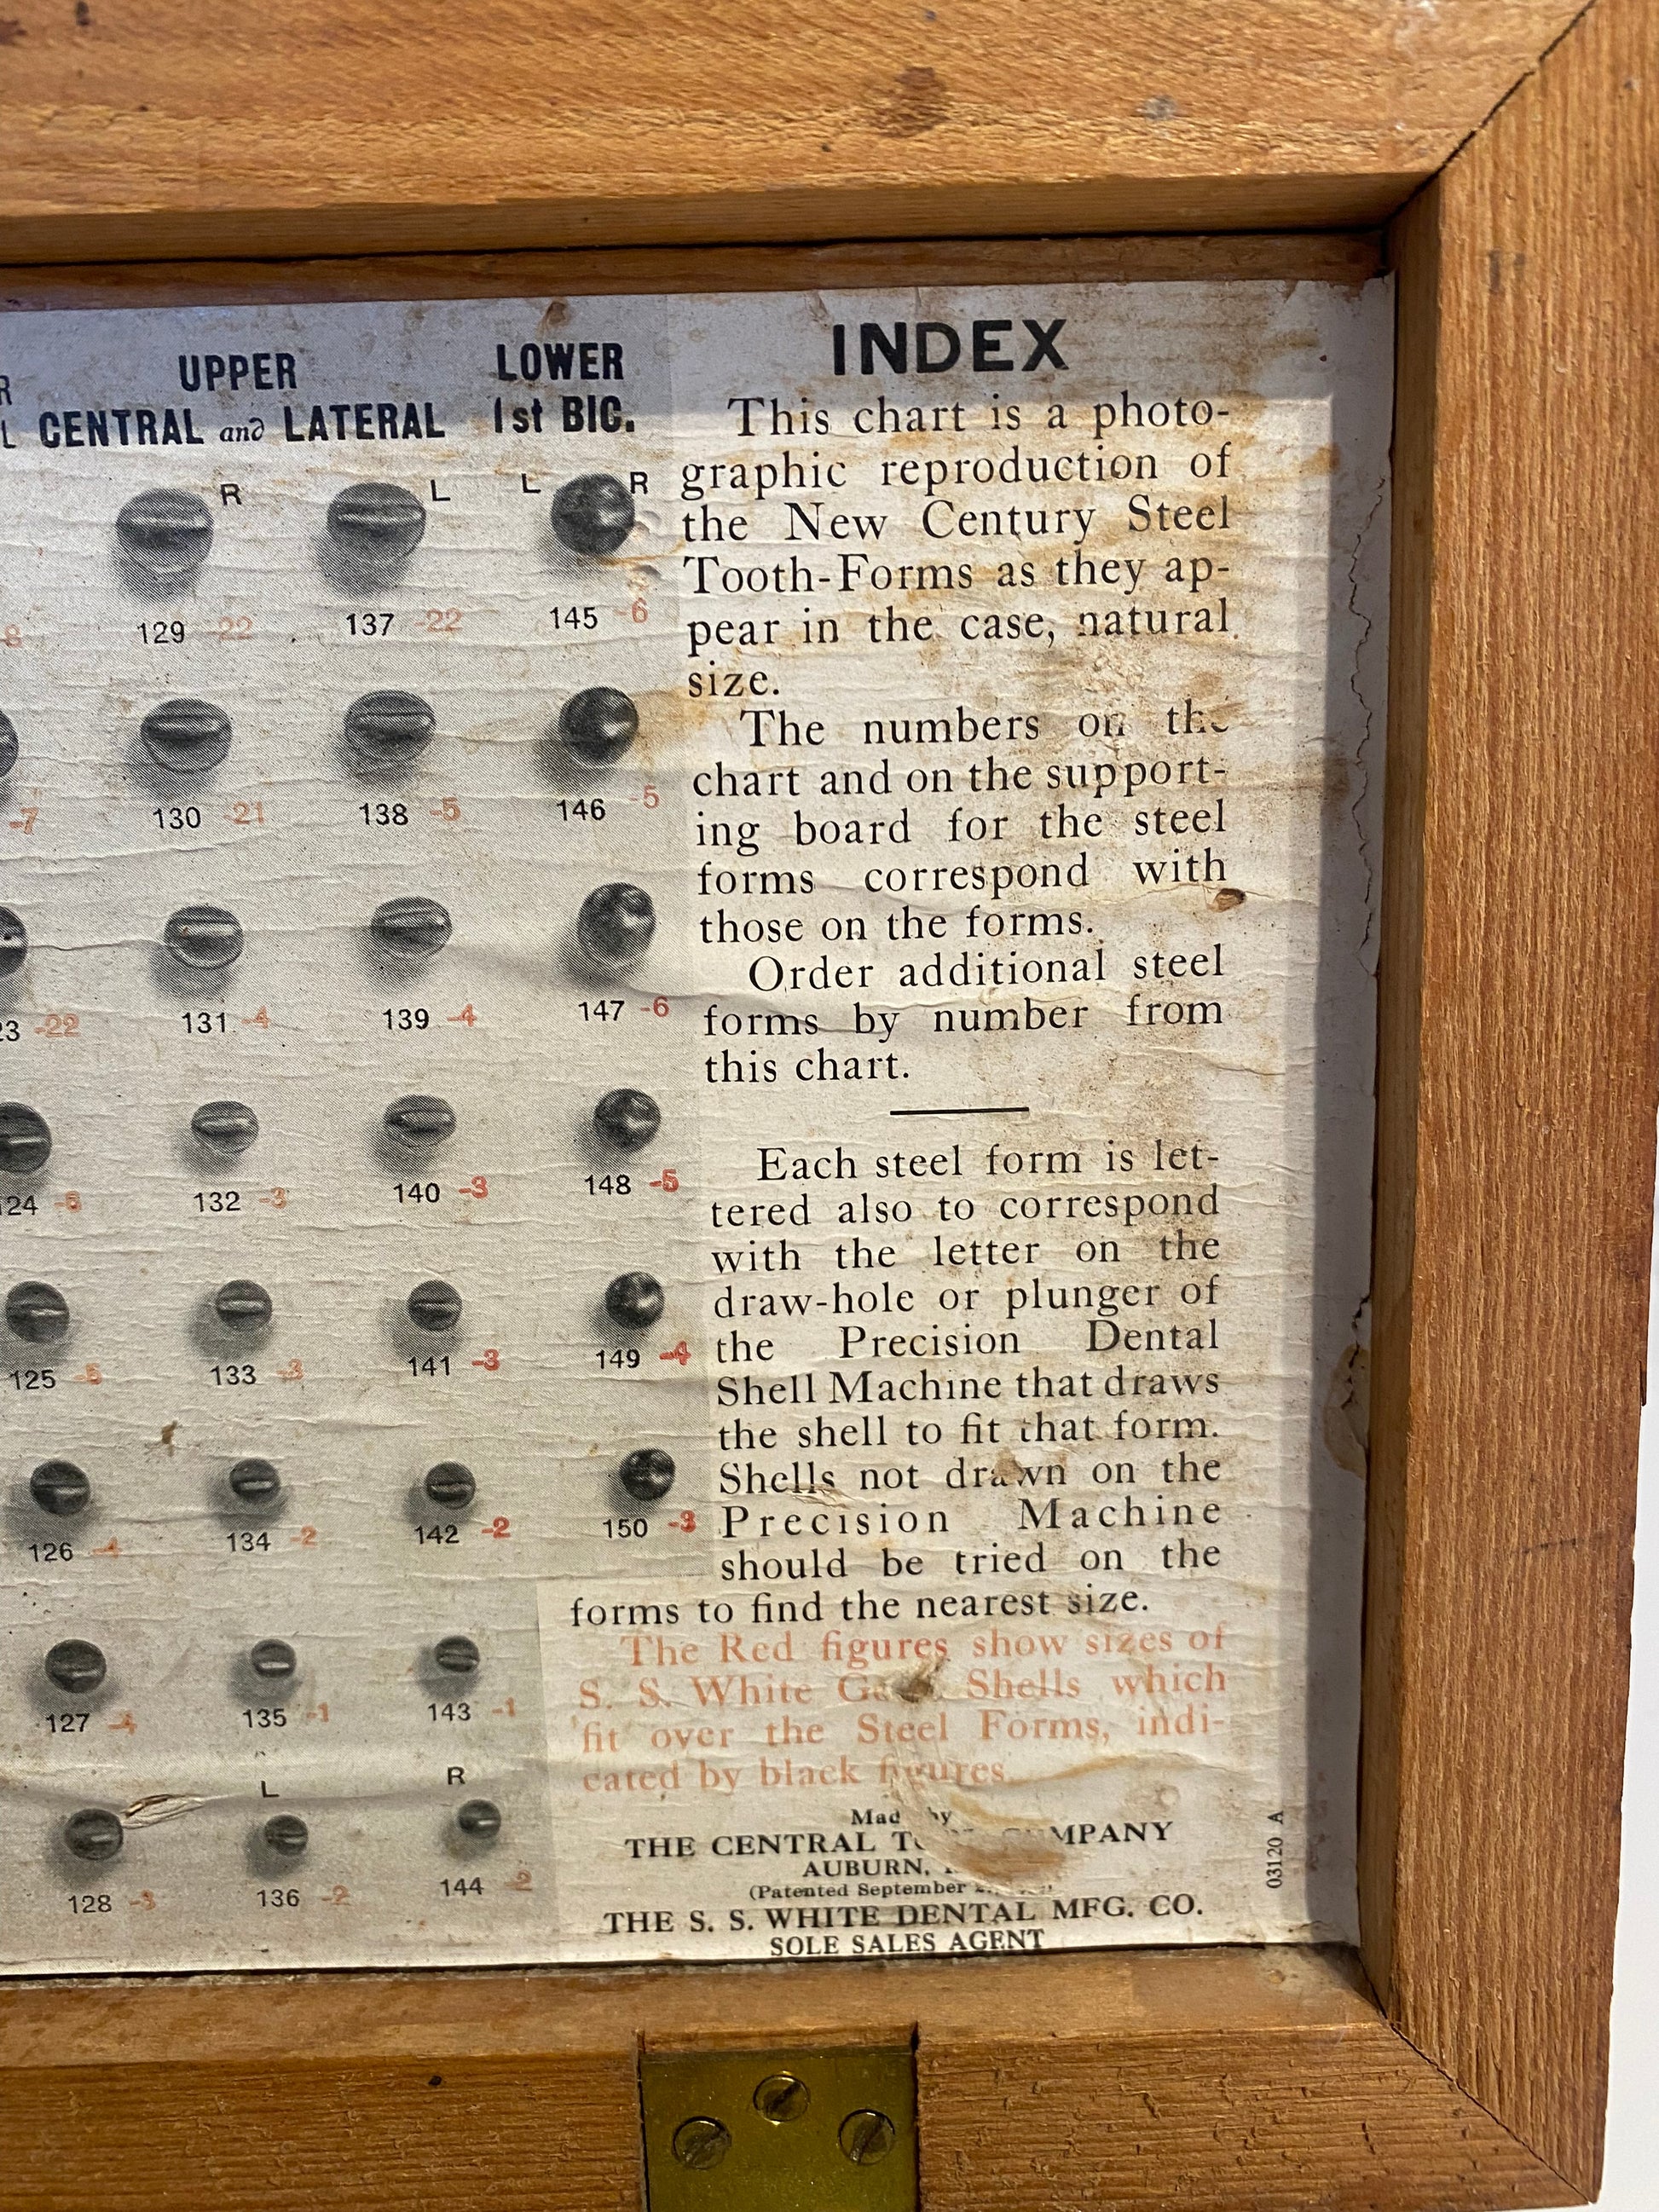 UPPER
CENTRAL and LATERAL
LOWER
1st BIC.
R L L R
129 -22 137 -22 145 -6
-7 130 -21 138 -5 146 -5
-22 131 -4 139 -4 147 -6
132 -3 140 -3 148 -5
125 133 -3 141 -3 149 -4
126 -4 134 -2 142 -2 150 -3
127 -4 135 -1 143 -1
L R
128 -3 136 -2 144 -2
INDEX
This chart is a photo-
graphic reproduction of
the New Century Steel
Tooth-Forms as they ap-
pear in the case, natural
size.
The numbers on the
chart and on the support-
ing board for the steel
forms correspond with
those on the forms.
Order additional steel
forms by number from
this chart.
Each steel form is let-
tered also to correspond
with the letter on the
draw-hole or plunger of
the Precision Dental
Shell Machine that draws
the shell to fit that form.
Shells not drawn on the
Precision Machine
should be tried on the
forms to find the nearest size.
The Red figures show sizes of
S. S. White Shells which
fit over the Steel Forms, indi-
cated by black figures.
Made by
THE CENTRAL COMPANY
AUBURN,
(Patented September
THE S. S. WHITE DENTAL MFG. CO.
SOLE SALES AGENT
03120 A